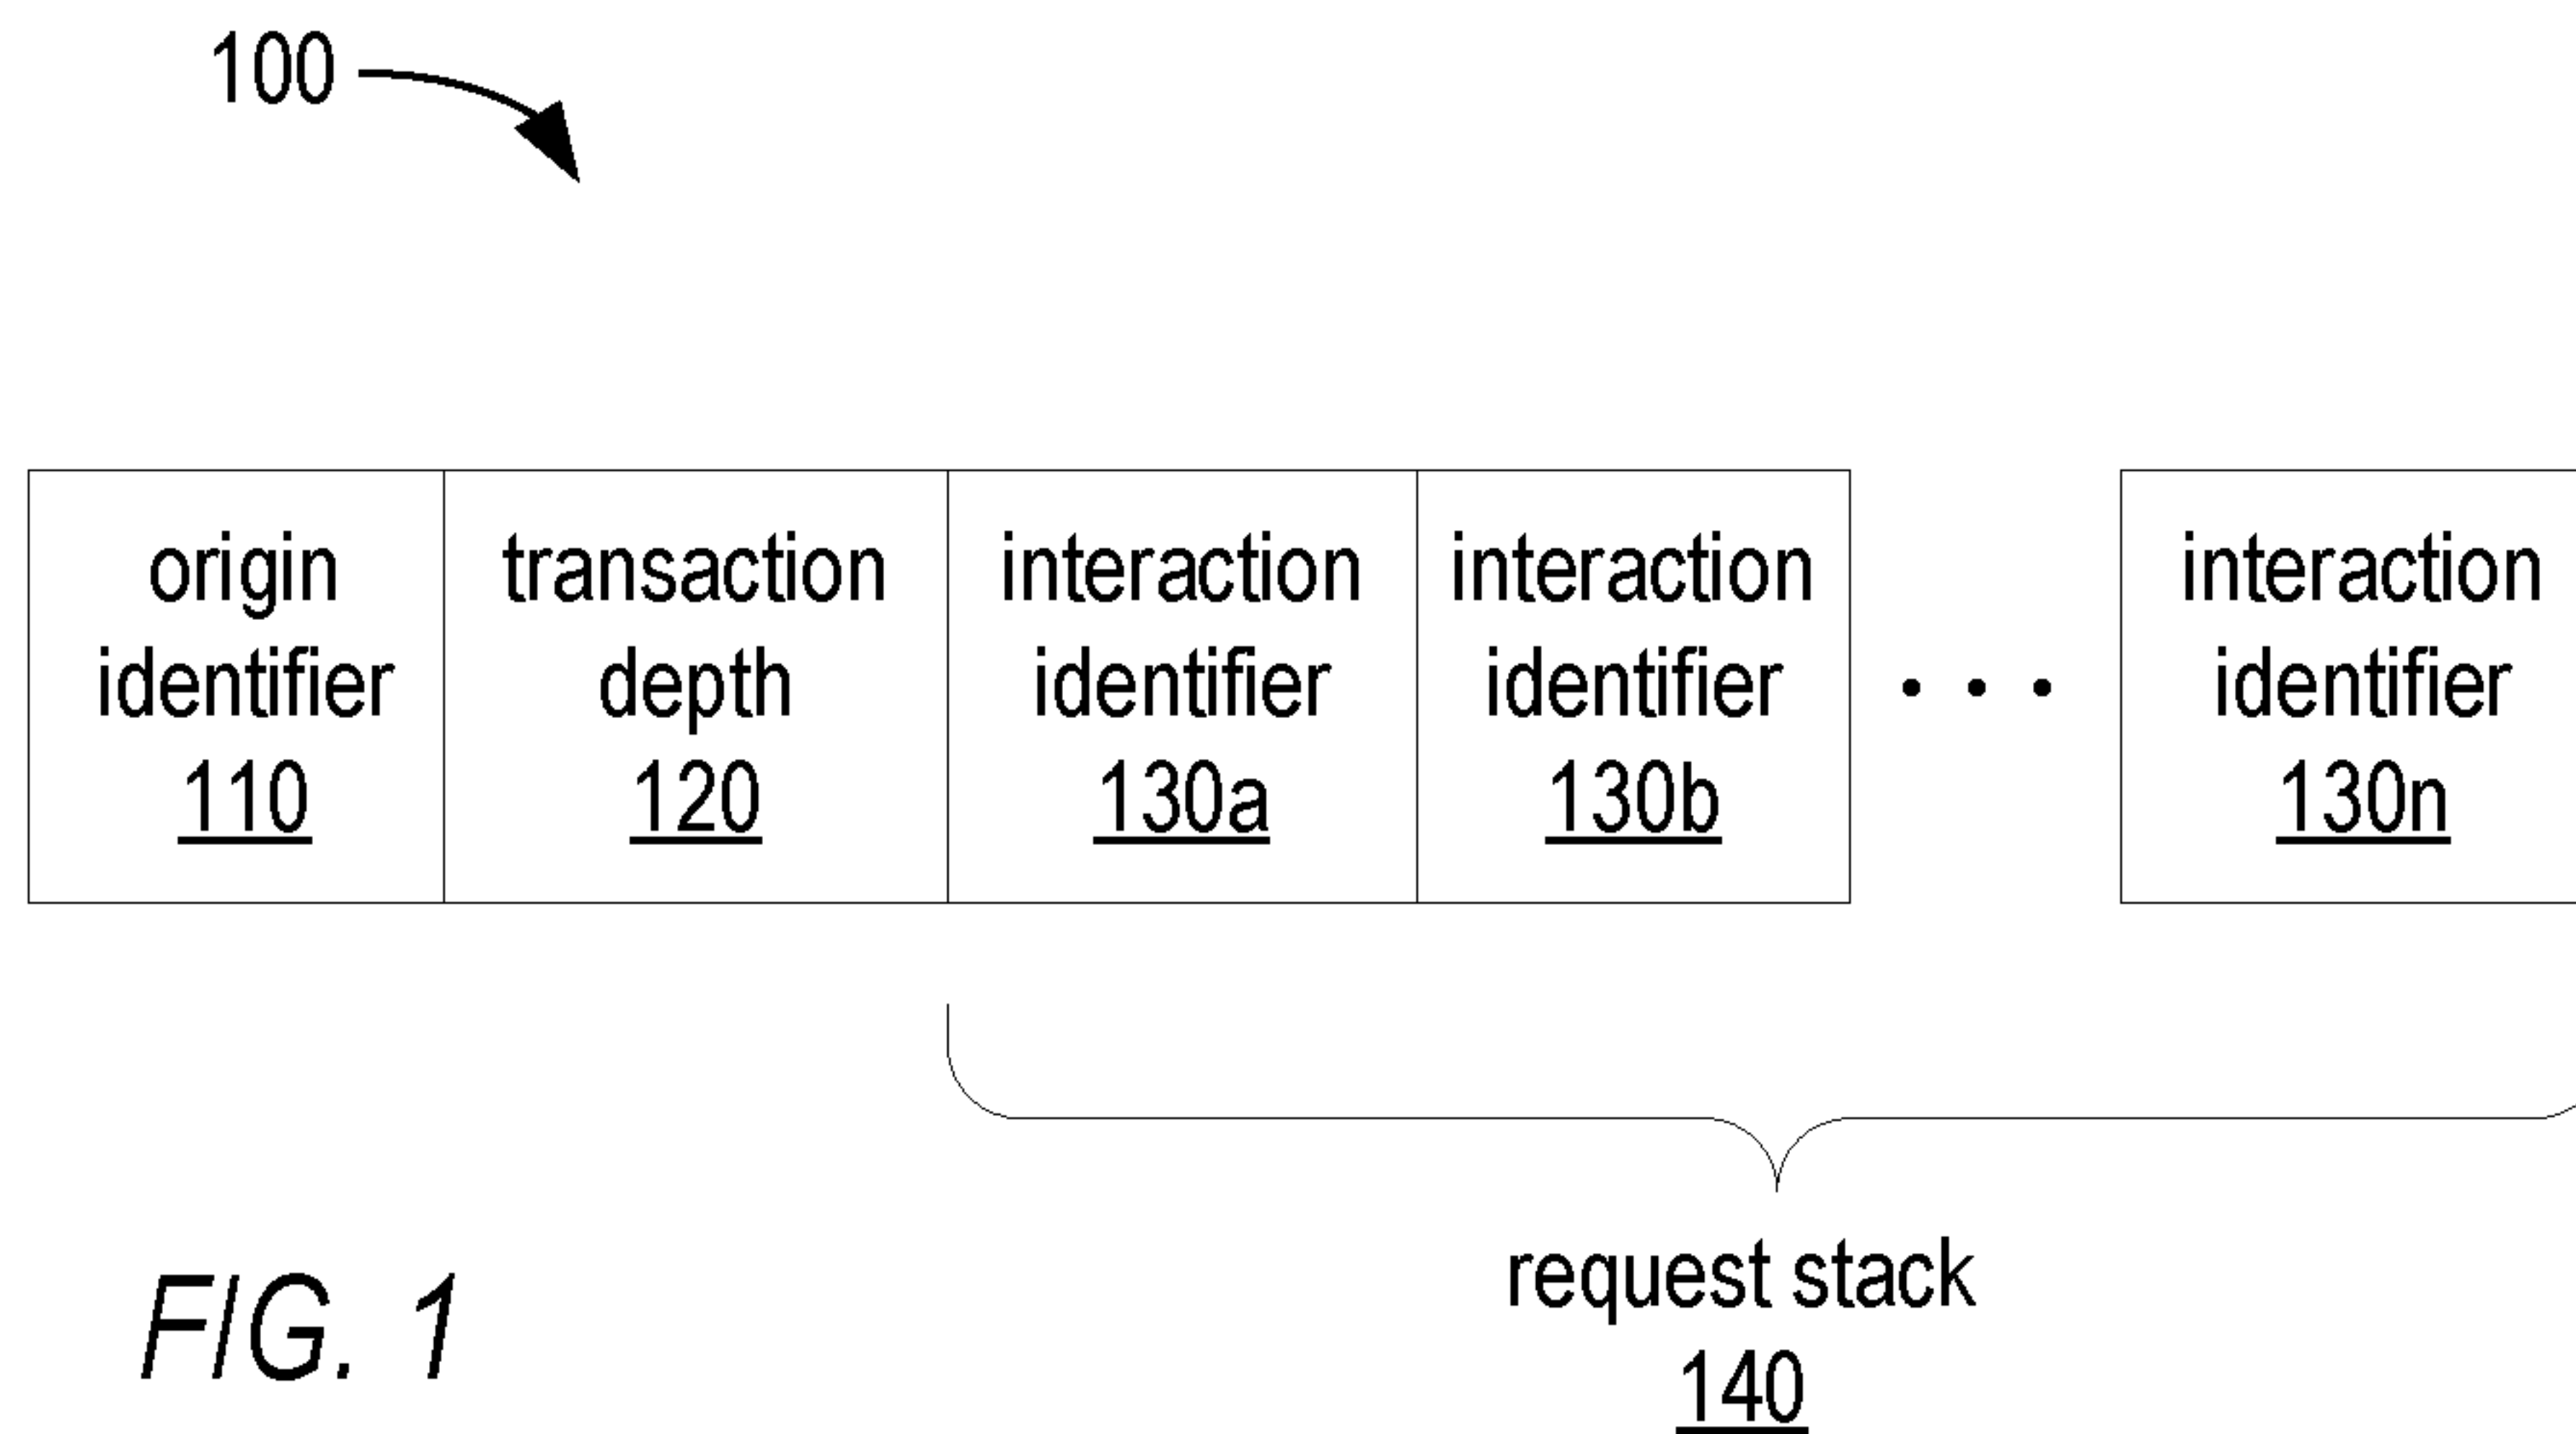 100
origin
identifier
110
transaction
depth
120
interaction
identifier
130a
interaction
identifier
130b
. . .
interaction
identifier
130n
request stack
140
FIG. 1